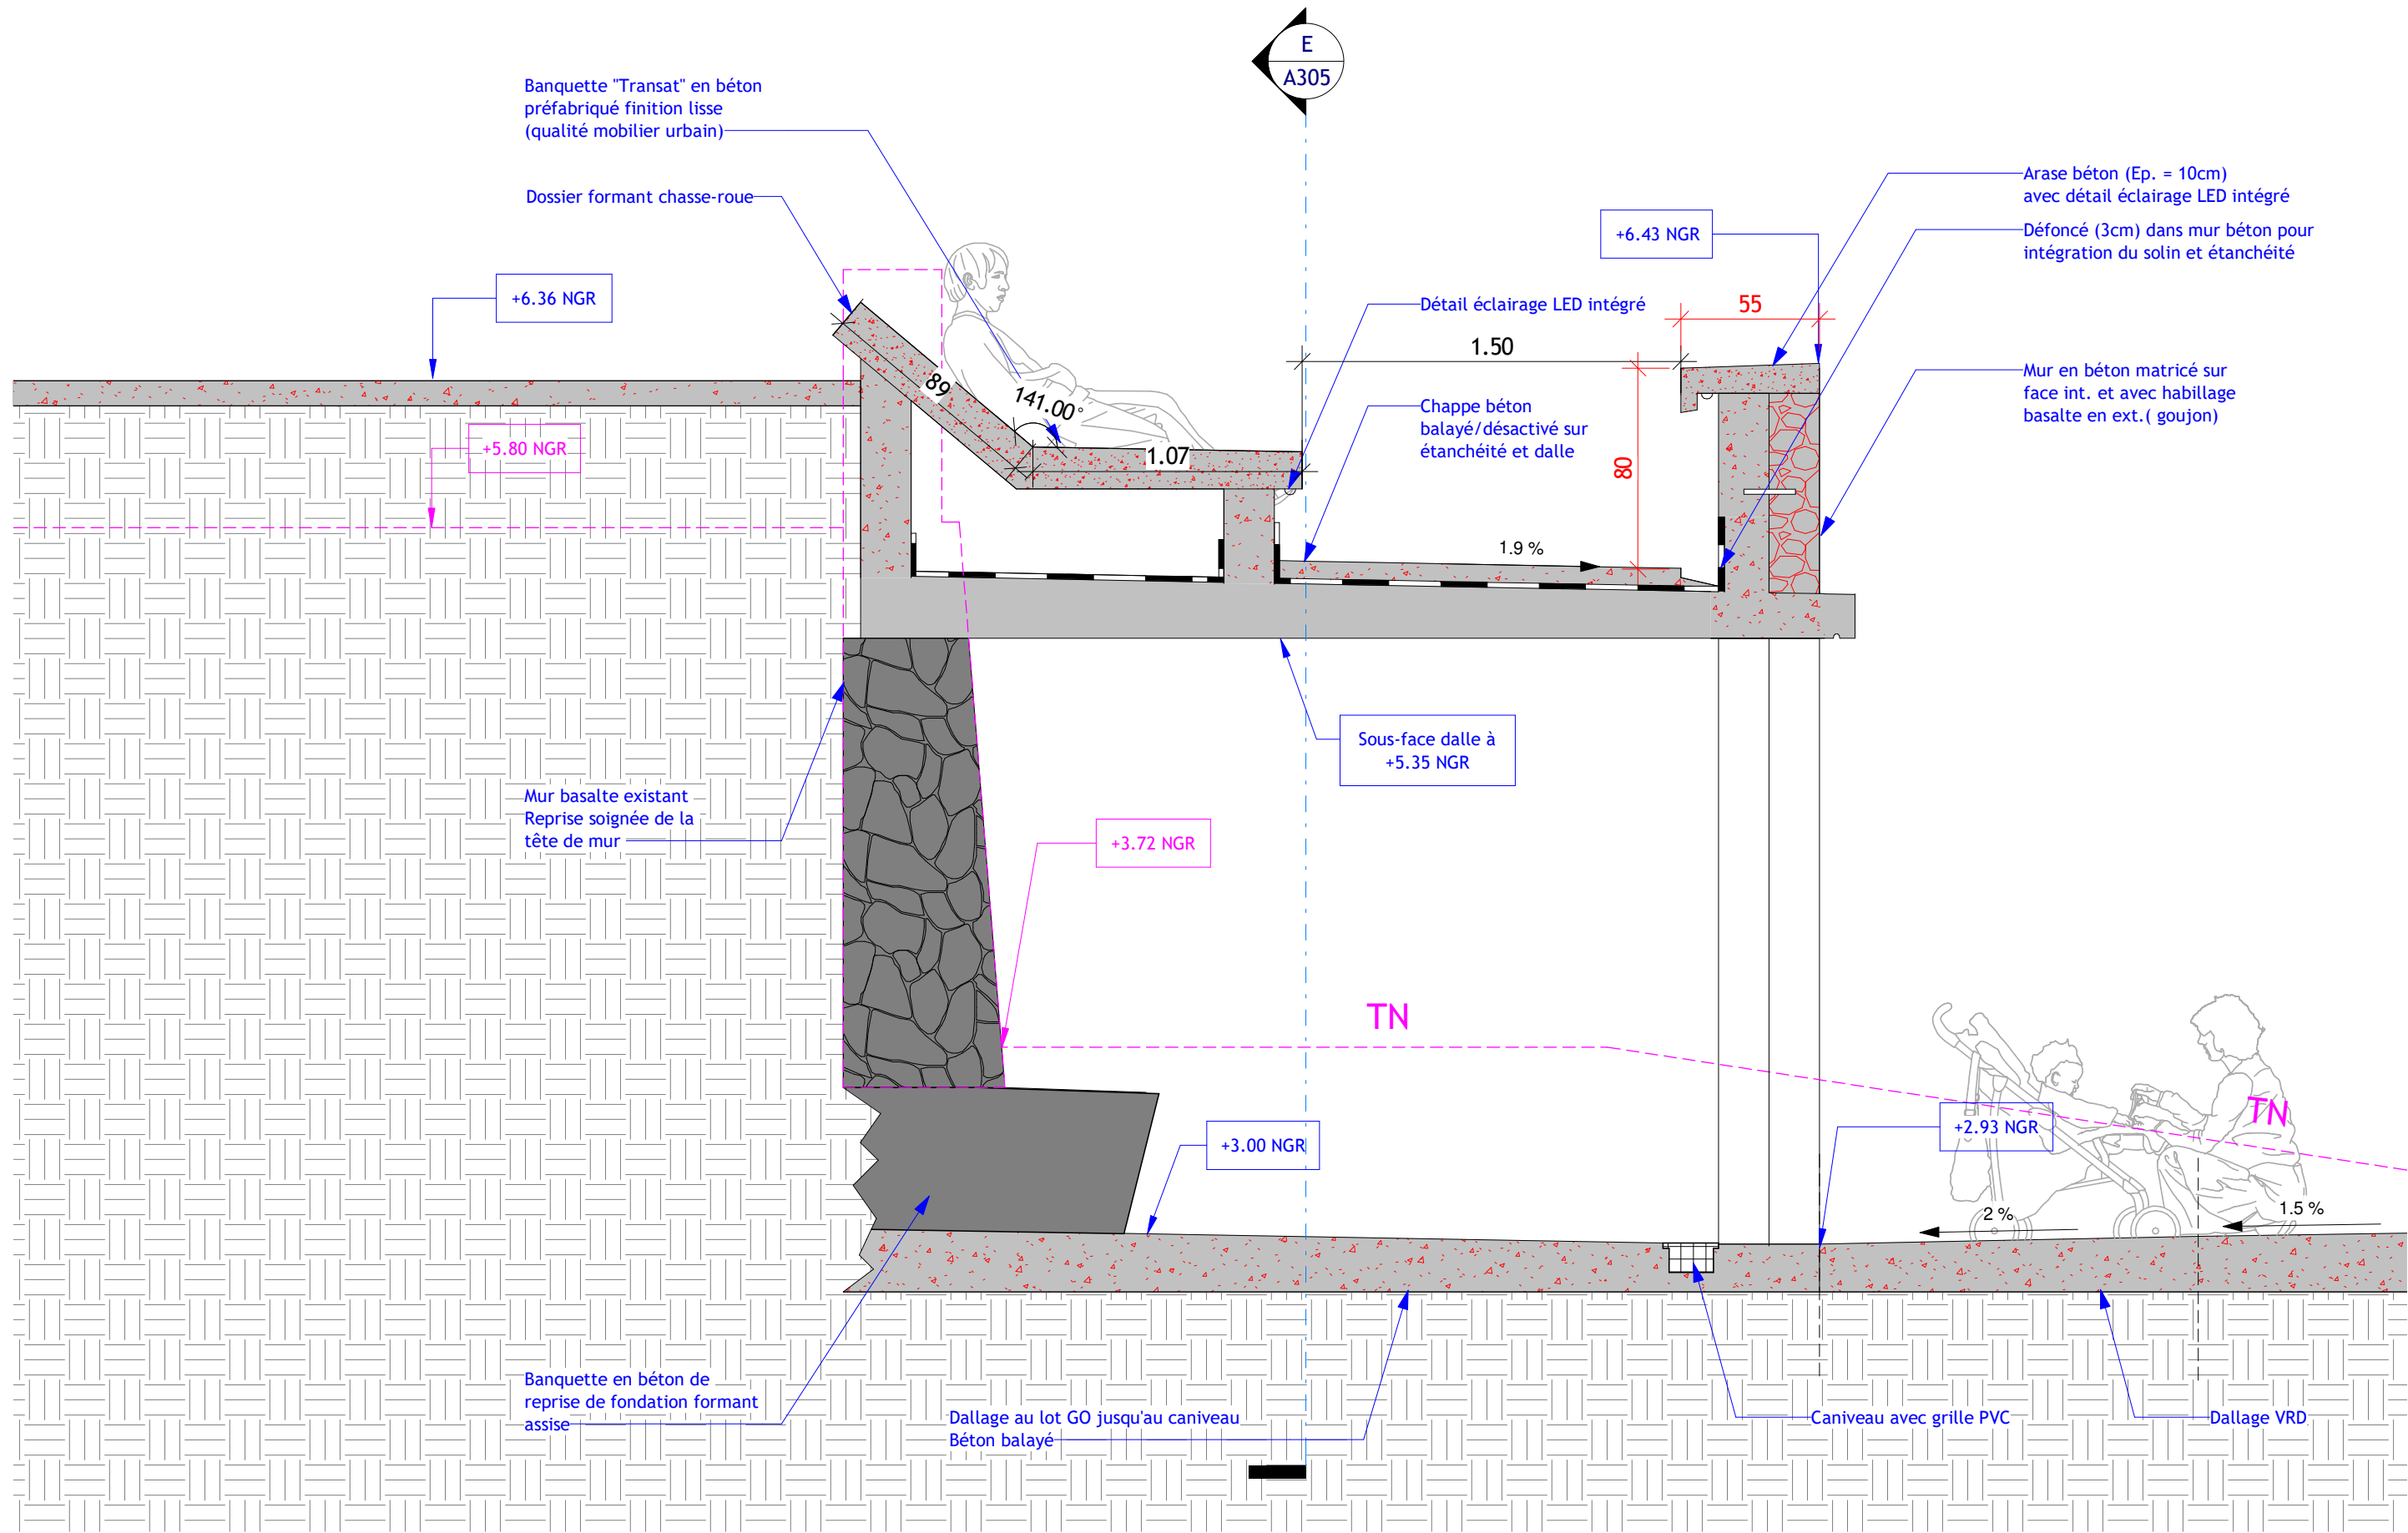 E
A305
Banquette "Transat" en béton
préfabriqué finition lisse
(qualité mobilier urbain)
Dossier formant chasse-roue
Arase béton (Ep. = 10cm)
avec détail éclairage LED intégré
Défoncé (3cm) dans mur béton pour
intégration du solin et étanchéité
+6.43 NGR
+6.36 NGR
Détail éclairage LED intégré
55
1.50
89
141.00°
Mur en béton matricé sur
face int. et avec habillage
basalte en ext.( goujon)
Chappe béton
balayé/désactivé sur
étanchéité et dalle
+5.80 NGR
1.07
80
1.9 %
Sous-face dalle à
+5.35 NGR
Mur basalte existant
Reprise soignée de la
tête de mur
+3.72 NGR
TN
TN
+3.00 NGR
+2.93 NGR
2 %
1.5 %
Banquette en béton de
reprise de fondation formant
assise
Dallage au lot GO jusqu'au caniveau
Béton balayé
Caniveau avec grille PVC
Dallage VRD